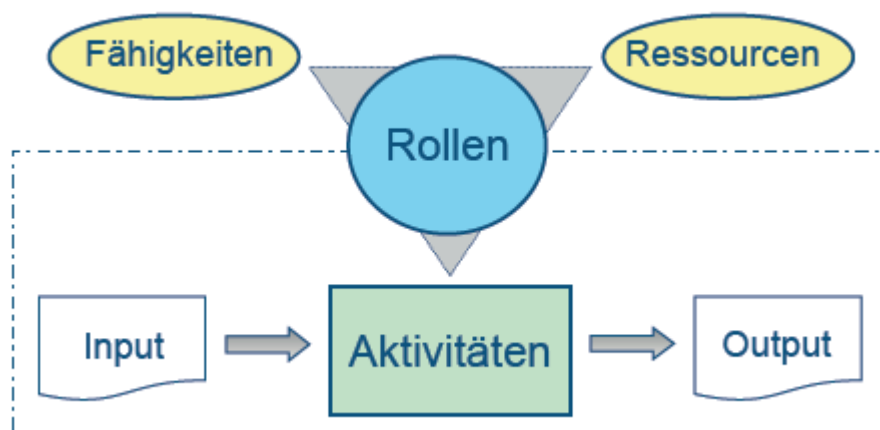 Fähigkeiten
Ressourcen
Rollen
Input
Aktivitäten
Output